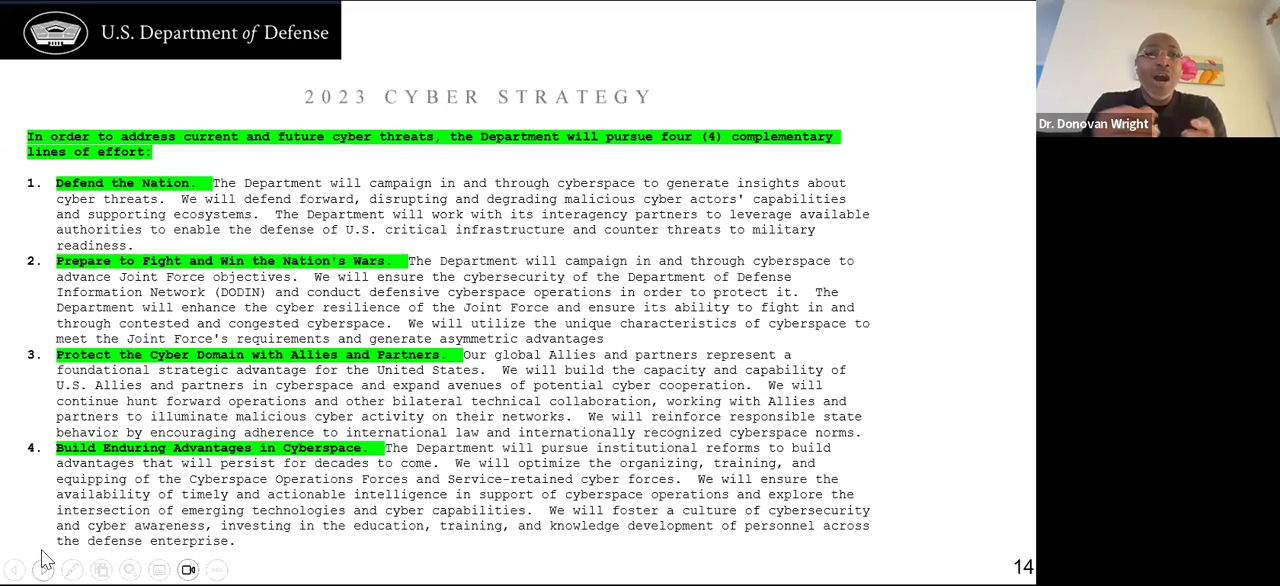 U.S. Department of Defense
2023 CYBER STRATEGY
In order to address current and future cyber threats, the Department will pursue four (4) complementary
lines of effort:
1. Defend the Nation. The Department will campaign in and through cyberspace to generate insights about
cyber threats. We will defend forward, disrupting and degrading malicious cyber actors' capabilities
and supporting ecosystems. The Department will work with its interagency partners to leverage available
authorities to enable the defense of U.S. critical infrastructure and counter threats to military
readiness.
2. Prepare to Fight and Win the Nation's Wars. The Department will campaign in and through cyberspace to
advance Joint Force objectives. We will ensure the cybersecurity of the Department of Defense
Information Network (DODIN) and conduct defensive cyberspace operations in order to protect it. The
Department will enhance the cyber resilience of the Joint Force and ensure its ability to fight in and
through contested and congested cyberspace. We will utilize the unique characteristics of cyberspace to
meet the Joint Force's requirements and generate asymmetric advantages
3. Protect the Cyber Domain with Allies and Partners. Our global Allies and partners represent a
foundational strategic advantage for the United States. We will build the capacity and capability of
U.S. Allies and partners in cyberspace and expand avenues of potential cyber cooperation. We will
continue hunt forward operations and other bilateral technical collaboration, working with Allies and
partners to illuminate malicious cyber activity on their networks. We will reinforce responsible state
behavior by encouraging adherence to international law and internationally recognized cyberspace norms.
4. Build Enduring Advantages in Cyberspace. The Department will pursue institutional reforms to build
advantages that will persist for decades to come. We will optimize the organizing, training, and
equipping of the Cyberspace Operations Forces and Service-retained cyber forces. We will ensure the
availability of timely and actionable intelligence in support of cyberspace operations and explore the
intersection of emerging technologies and cyber capabilities. We will foster a culture of cybersecurity
and cyber awareness, investing in the education, training, and knowledge development of personnel across
the defense enterprise.
14
Dr. Donovan Wright